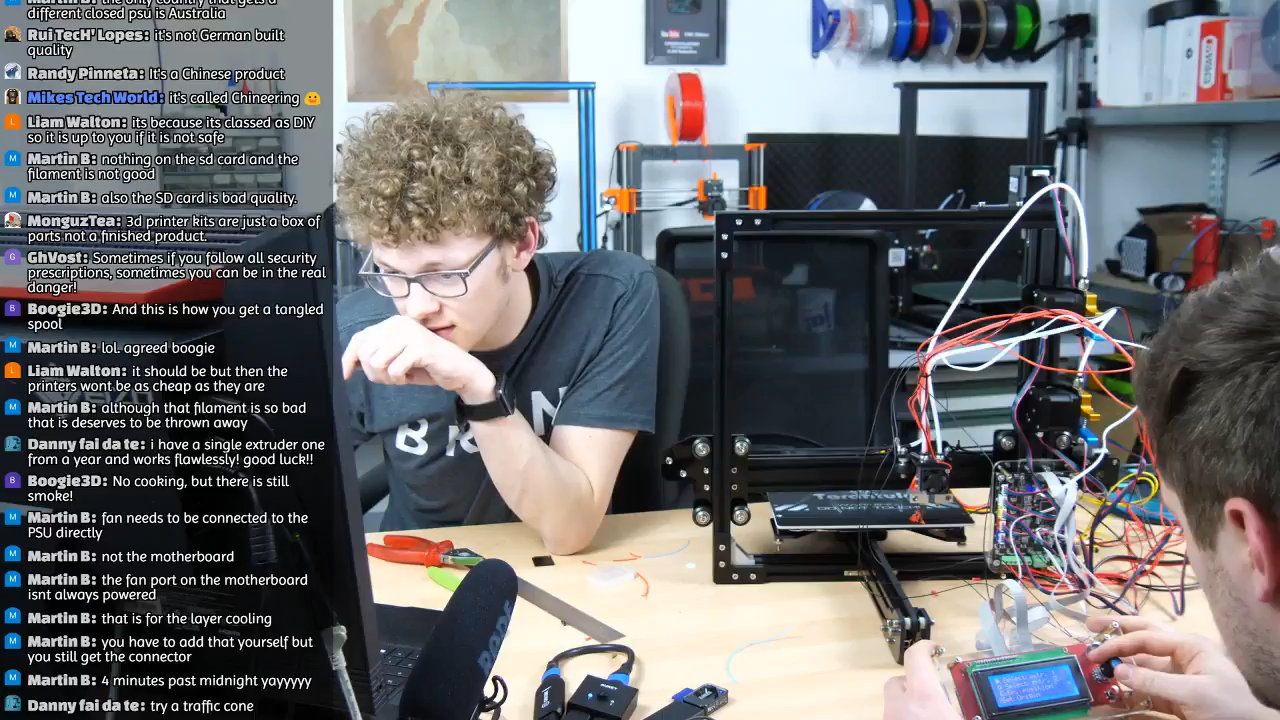 Martin B: the only country that gets a
different closed psu is Australia
Rui TecH' Lopes: it's not German built
quality
Randy Pinneta: It's a Chinese product
MikesTechWorld: it's called Chineering
Liam Walton: its because its classed as DIY
so it is up to you if it is not safe
Martin B: nothing on the sd card and the
filament is not good
Martin B: also the SD card is bad quality.
ManguzTea: 3d printer kits are just a box of
parts not a finished product.
GhVost: Sometimes if you follow all security
prescriptions, sometimes you can be in the real
danger!
Boogie3D: And this is how you get a tangled
spool
Martin B: lol. agreed boogie
Liam Walton: it should be but then the
printers wont be as cheap as they are
Martin B: although that filament is so bad
that is deserves to be thrown away
Danny fai da te: i have a single extruder one
from a year and works flawlessly! good luck!!
Boogie3D: No cooking, but there is still
smoke!
Martin B: fan needs to be connected to the
PSU directly
Martin B: not the motherboard
Martin B: the fan port on the motherboard
isnt always powered
Martin B: that is for the layer cooling
Martin B: you have to add that yourself but
you still get the connector
Martin B: 4 minutes past midnight yayyyyy
Danny fai da te: try a traffic cone